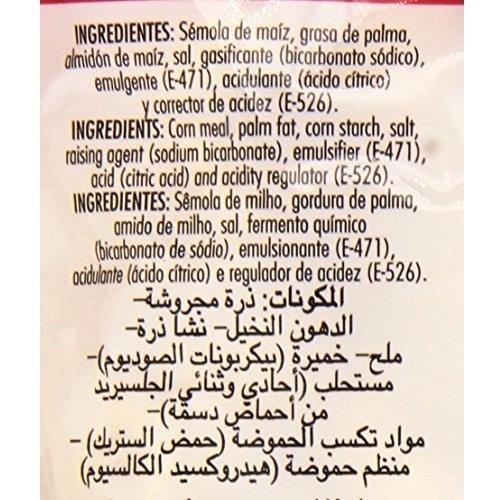 INGREDIENTES: Sémola de maíz, grasa de palma,
almidón de maíz, sal, gasificante (bicarbonato sódico),
emulgente (E-471), acidulante (ácido cítrico)
y corrector de acidez (E-526).
INGREDIENTS: Corn meal, palm fat, corn starch, salt,
raising agent (sodium bicarbonate), emulsifier (E-471),
acid (citric acid) and acidity regulator (E-526).
INGREDIENTES: Sêmola de milho, gordura de palma,
amido de milho, sal, fermento químico
(bicarbonato de sódio), emulsionante (E-471),
acidulante (ácido cítrico) e regulador de acidez (E-526).
المكونات: ذرة مجروشة–
الدهون النخيل– نشا ذرة–
ملح– خميرة (بيكربونات الصوديوم)–
مستحلب (أحادي وثنائي الجلسيريد
من أحماض دسمة)–
مواد تكسب الحموضة (حمض الستريك) –
منظم حموضة (هيدروكسيد الكالسيوم)